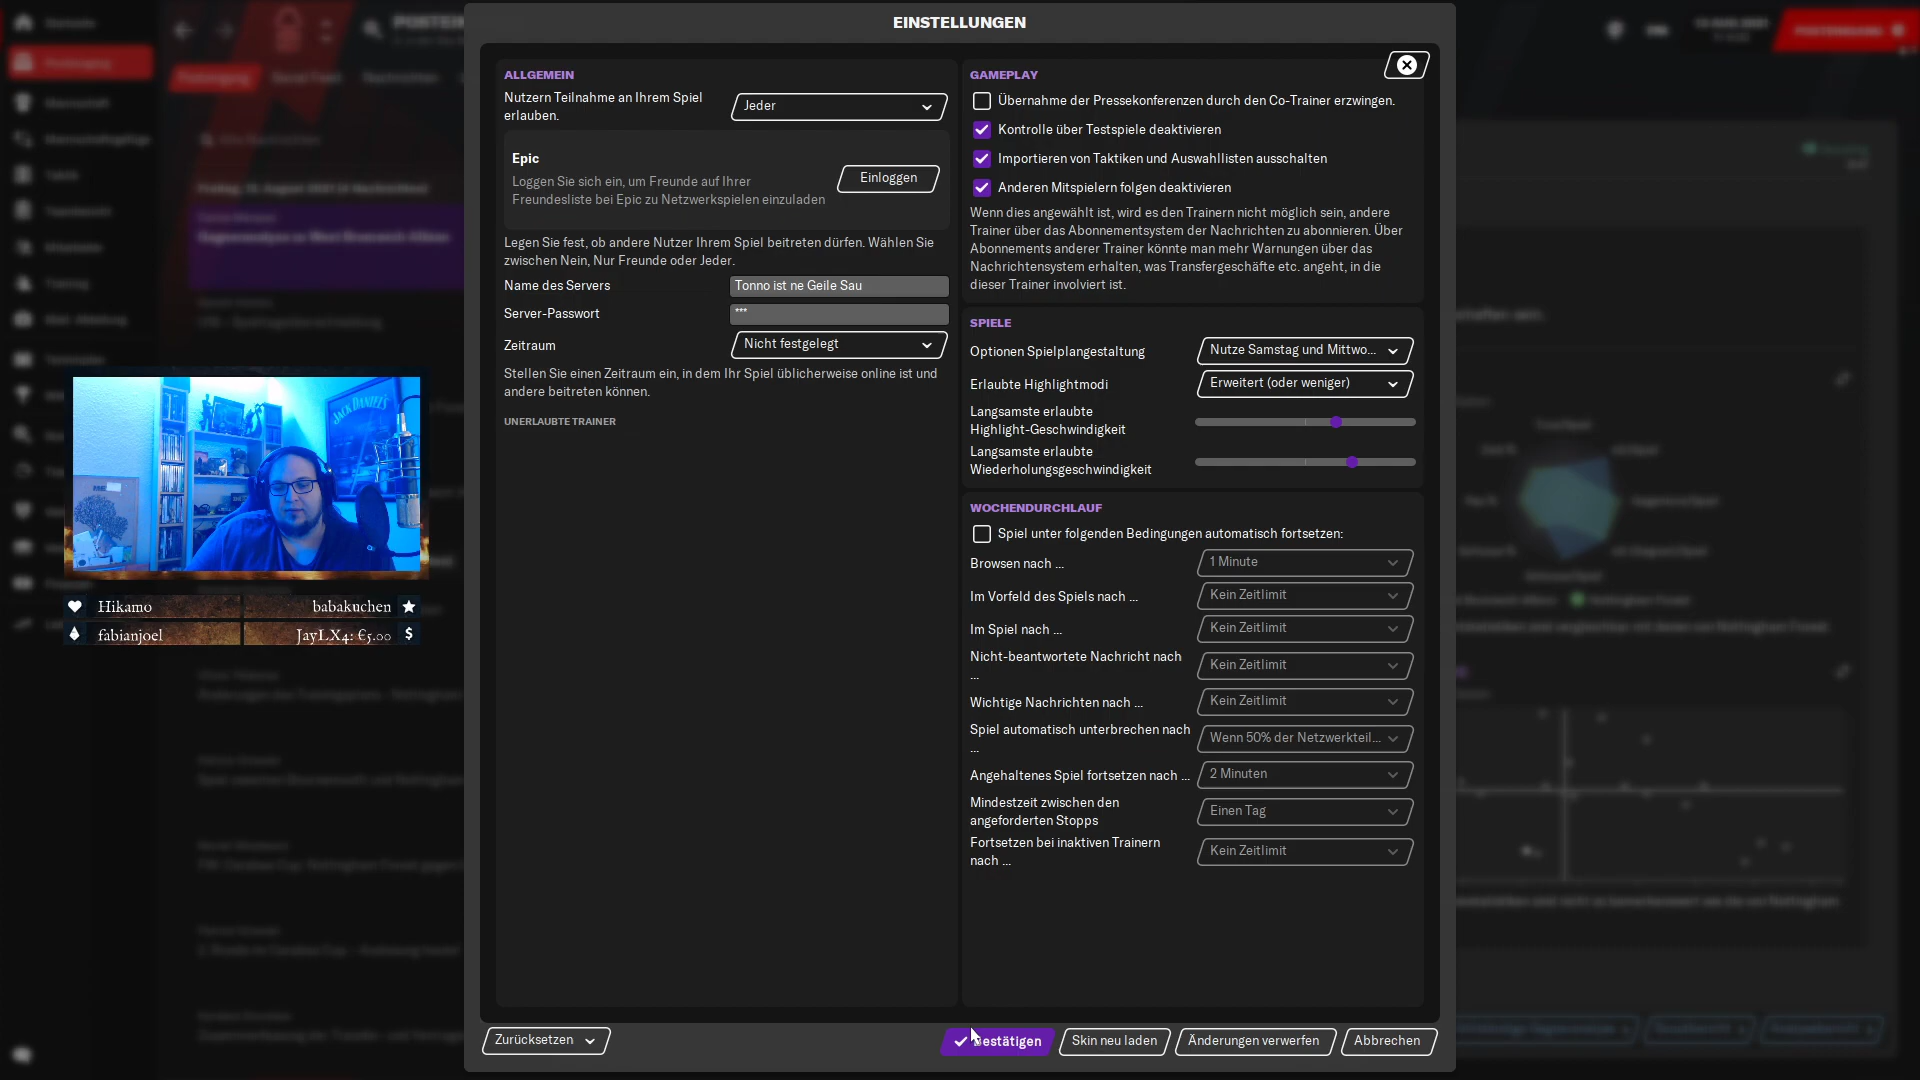 EINSTELLUNGEN
ALLGEMEIN
Nutzern Teilnahme an Ihrem Spiel
erlauben.
Jeder
Epic
Loggen Sie sich ein, um Freunde auf Ihrer
Freundesliste bei Epic zu Netzwerkspielen einzuladen
Einloggen
Legen Sie fest, ob andere Nutzer Ihrem Spiel beitreten dürfen. Wählen Sie
zwischen Nein, Nur Freunde oder Jeder.
Name des Servers
Tonno ist ne Geile Sau
Server-Passwort
***
Zeitraum
Nicht festgelegt
Stellen Sie einen Zeitraum ein, in dem Ihr Spiel üblicherweise online ist und
andere beitreten können.
UNERLAUBTE TRAINER
GAMEPLAY
Übernahme der Pressekonferenzen durch den Co-Trainer erzwingen.
Kontrolle über Testspiele deaktivieren
Importieren von Taktiken und Auswahllisten ausschalten
Anderen Mitspielern folgen deaktivieren
Wenn dies angewählt ist, wird es den Trainern nicht möglich sein, andere
Trainer über das Abonnementsystem der Nachrichten zu abonnieren. Über
Abonnements anderer Trainer könnte man mehr Warnungen über das
Nachrichtensystem erhalten, was Transfergeschäfte etc. angeht, in die
dieser Trainer involviert ist.
SPIELE
Optionen Spielplangestaltung
Nutze Samstag und Mittwo...
Erlaubte Highlightmodi
Erweitert (oder weniger)
Langsamste erlaubte
Highlight-Geschwindigkeit
Langsamste erlaubte
Wiederholungsgeschwindigkeit
WOCHENDURCHLAUF
Spiel unter folgenden Bedingungen automatisch fortsetzen:
Browsen nach ...
1 Minute
Im Vorfeld des Spiels nach ...
Kein Zeitlimit
Im Spiel nach ...
Kein Zeitlimit
Nicht-beantwortete Nachricht nach
...
Kein Zeitlimit
Wichtige Nachrichten nach ...
Kein Zeitlimit
Spiel automatisch unterbrechen nach
...
Wenn 50% der Netzwerkteil...
Angehaltenes Spiel fortsetzen nach ...
2 Minuten
Mindestzeit zwischen den
angeforderten Stopps
Einen Tag
Fortsetzen bei inaktiven Trainern
nach ...
Kein Zeitlimit
JACK DANIEL'S
Hikamo
babakuchen
fabianjoel
JayLX4: €5.00
Zurücksetzen
Bestätigen
Skin neu laden
Änderungen verwerfen
Abbrechen